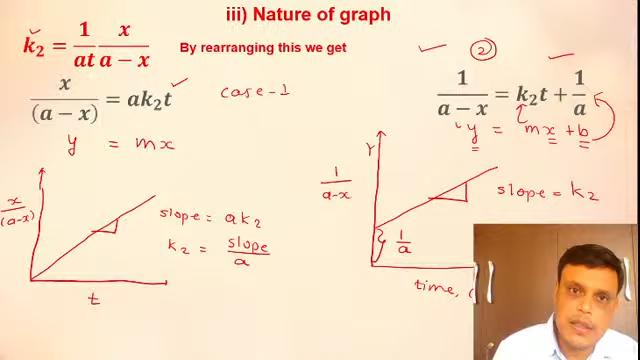 iii) Nature of graph
k₂ = 1/at x/a − x
By rearranging this we get
x/(a − x) = ak₂t
case-1
y = mx
②
1/a − x = k₂t + 1/a
y = mx + b
x/(a-x)
slope = ak₂
k₂ = slope/a
t
Y
1/a-x
slope = k₂
1/a
time, (